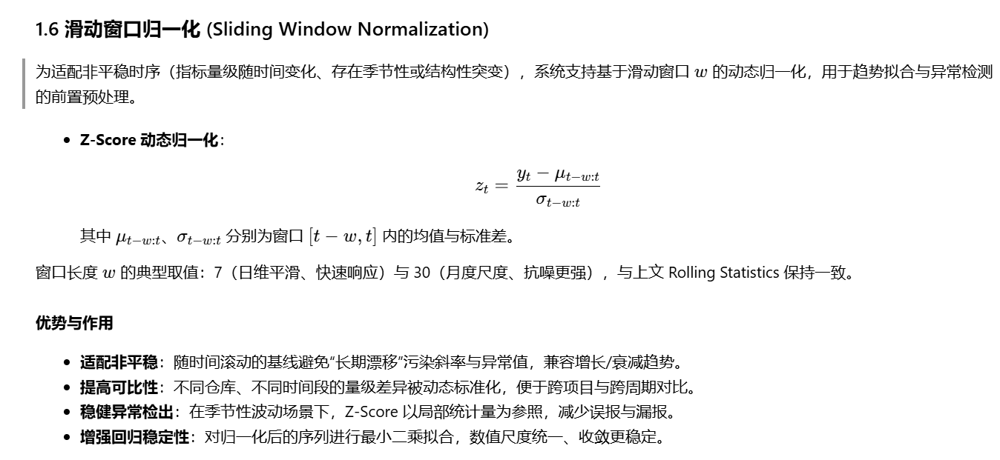 1.6 滑动窗口归一化 (Sliding Window Normalization)
为适配非平稳时序（指标量级随时间变化、存在季节性或结构性突变），系统支持基于滑动窗口 w 的动态归一化，用于趋势拟合与异常检测
的前置预处理。
• Z-Score 动态归一化：
z_t = \frac{y_t − μ_{t−w:t}}{σ_{t−w:t}}
其中 μ_{t−w:t}、σ_{t−w:t} 分别为窗口 [t − w, t] 内的均值与标准差。
窗口长度 w 的典型取值：7（日维平滑、快速响应）与 30（月度尺度、抗噪更强），与上文 Rolling Statistics 保持一致。
优势与作用
• 适配非平稳：随时间滚动的基线避免“长期漂移”污染斜率与异常值，兼容增长/衰减趋势。
• 提高可比性：不同仓库、不同时间段的量级差异被动态标准化，便于跨项目与跨周期对比。
• 稳健异常检出：在季节性波动场景下，Z-Score 以局部统计量为参照，减少误报与漏报。
• 增强回归稳定性：对归一化后的序列进行最小二乘拟合，数值尺度统一、收敛更稳定。